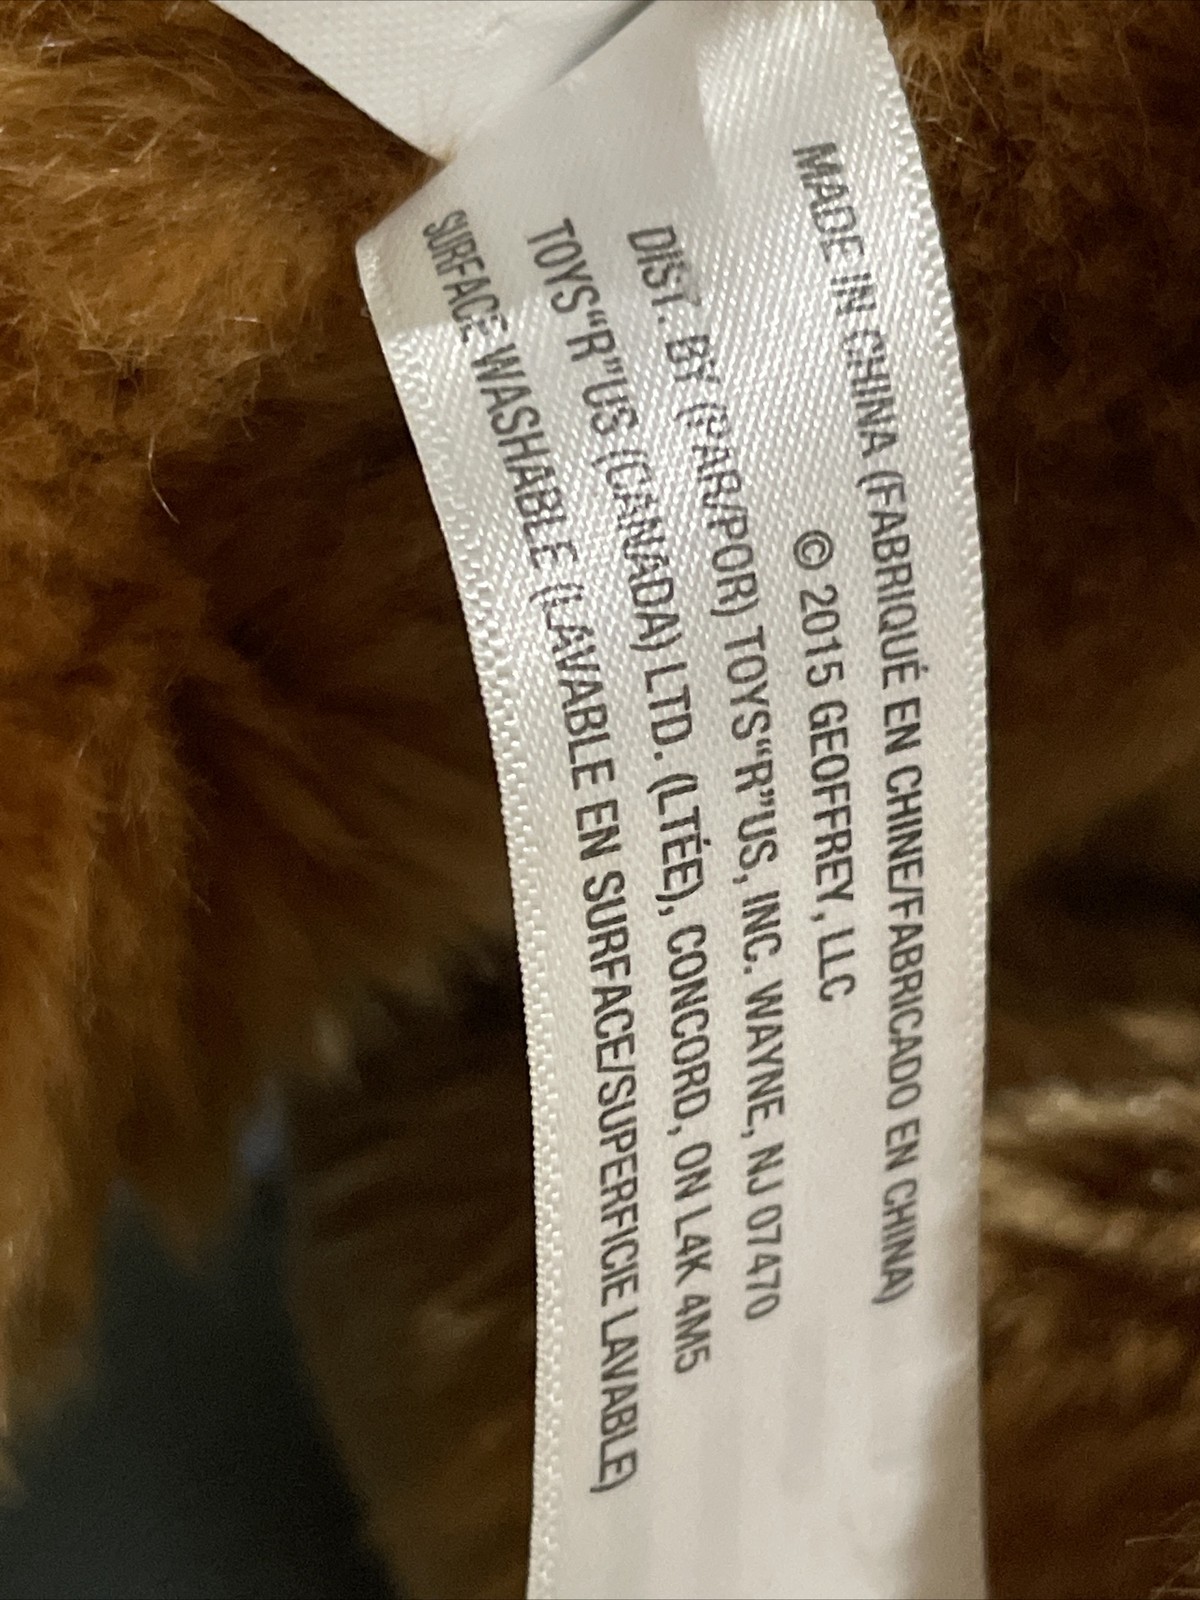 MADE IN CHINA (FABRIQUÉ EN CHINE/FABRICADO EN CHINA)
© 2015 GEOFFREY, LLC
DIST. BY (PAR/POR) TOYS“R”US, INC. WAYNE, NJ 07470
TOYS“R”US (CANADA) LTD. (LTÉE), CONCORD, ON L4K 4M5
SURFACE WASHABLE (LAVABLE EN SURFACE/SUPERFICIE LAVABLE)